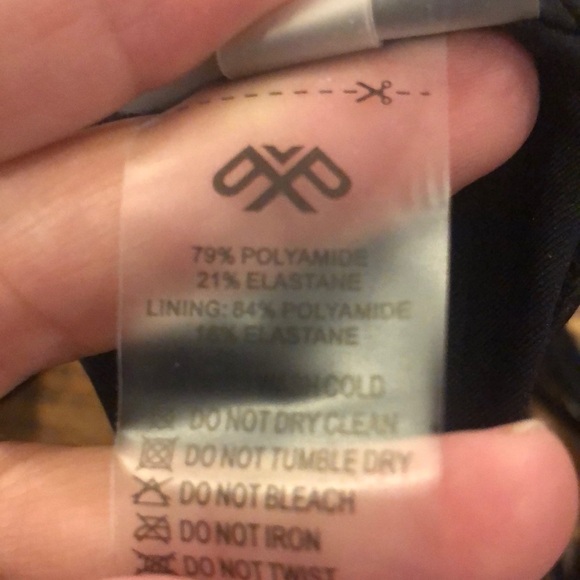 79% POLYAMIDE
21% ELASTANE
LINING: 84% POLYAMIDE
16% ELASTANE
WASH COLD
DO NOT DRY CLEAN
DO NOT TUMBLE DRY
DO NOT BLEACH
DO NOT IRON
DO NOT TWIST